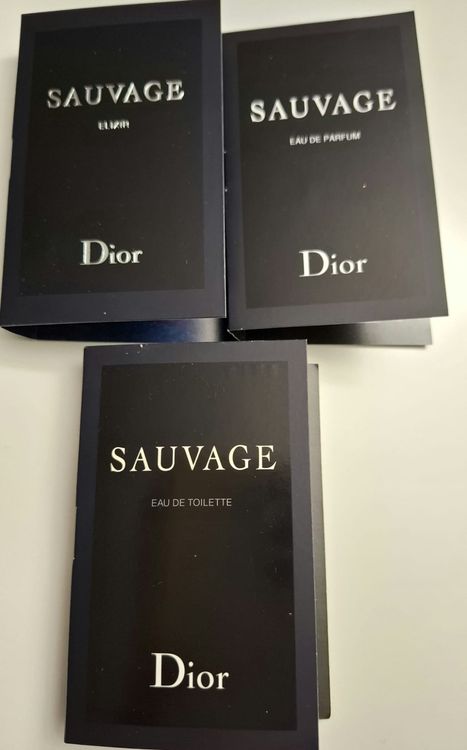 SAUVAGE
ELIXIR
Dior
SAUVAGE
EAU DE PARFUM
Dior
SAUVAGE
EAU DE TOILETTE
Dior